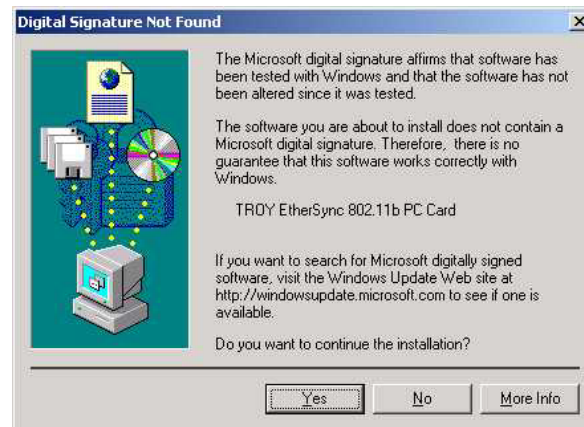 Digital Signature Not Found
The Microsoft digital signature affirms that software has
been tested with Windows and that the software has not
been altered since it was tested.
The software you are about to install does not contain a
Microsoft digital signature. Therefore, there is no
guarantee that this software works correctly with
Windows.
TROY EtherSync 802.11b PC Card
If you want to search for Microsoft digitally signed
software, visit the Windows Update Web site at
http://windowsupdate.microsoft.com to see if one is
available.
Do you want to continue the installation?
Yes No More Info